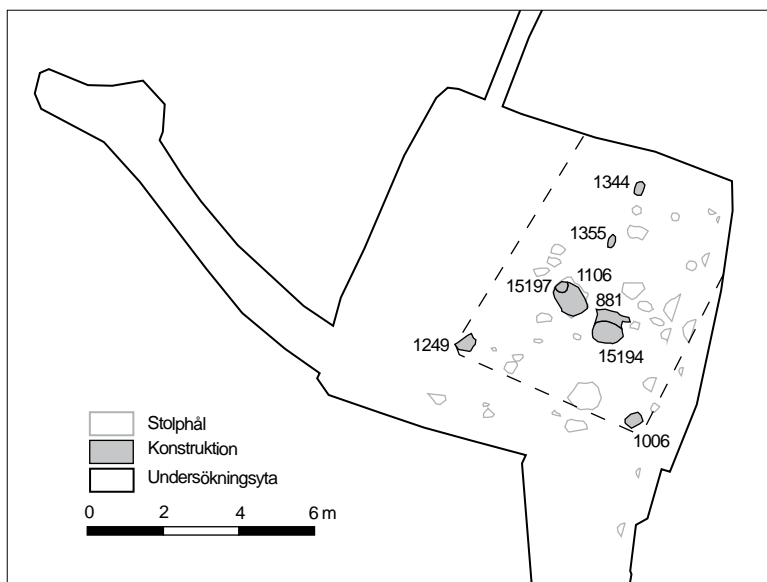 1344
1355
1106
15197
881
1249
15194
1006
Stolphål
Konstruktion
Undersökningsyta
0 2 4 6 m